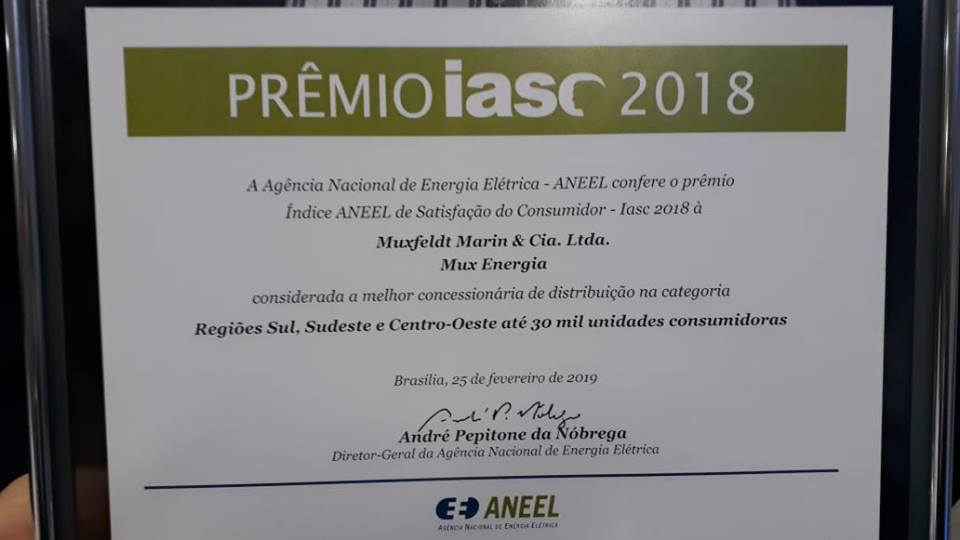 PRÊMIO iasc 2018
A Agência Nacional de Energia Elétrica - ANEEL confere o prêmio
Índice ANEEL de Satisfação do Consumidor - Iasc 2018 à
Muxfeldt Marin & Cia. Ltda.
Mux Energia
considerada a melhor concessionária de distribuição na categoria
Regiões Sul, Sudeste e Centro-Oeste até 30 mil unidades consumidoras
Brasília, 25 de fevereiro de 2019
André Pepitone da Nóbrega
Diretor-Geral da Agência Nacional de Energia Elétrica
ANEEL
AGÊNCIA NACIONAL DE ENERGIA ELÉTRICA